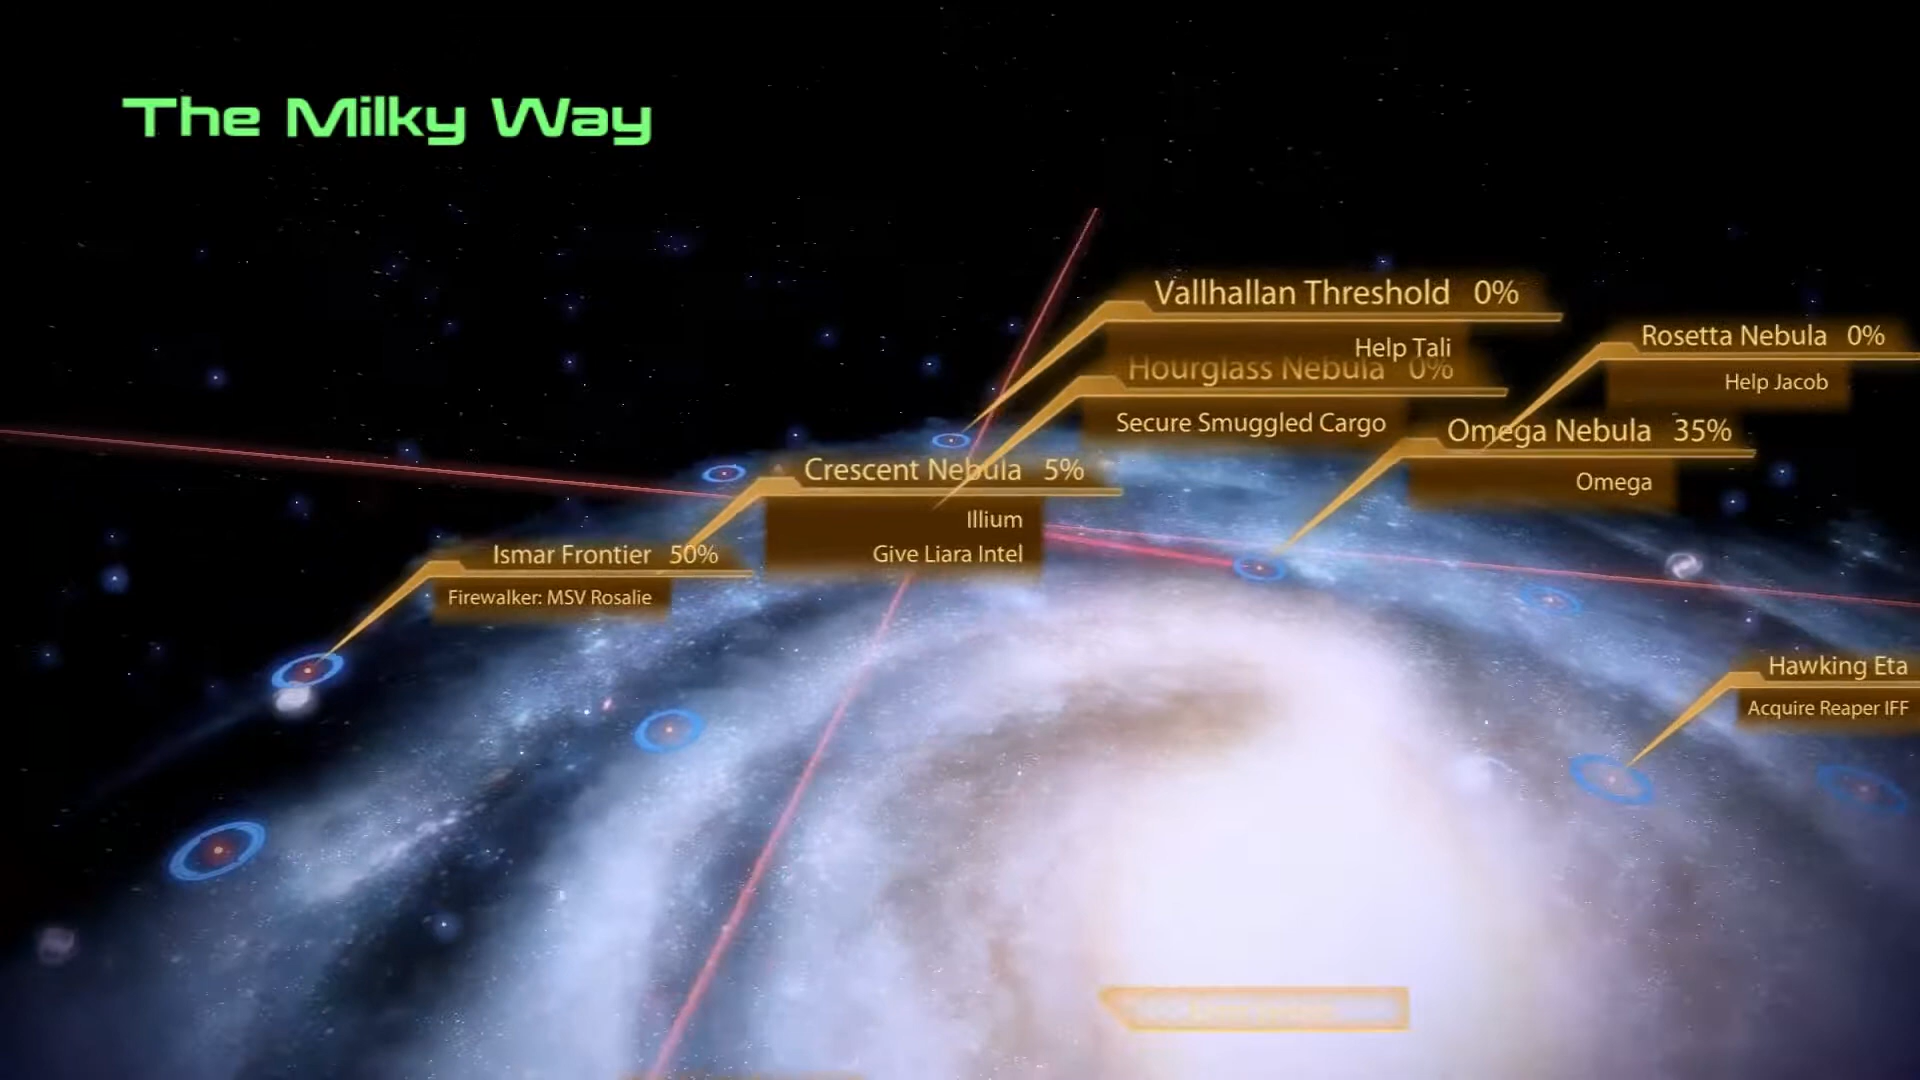 The Milky Way
Vallhallan Threshold 0%
Help Tali
Hourglass Nebula 0%
Secure Smuggled Cargo
Rosetta Nebula 0%
Help Jacob
Omega Nebula 35%
Omega
Crescent Nebula 5%
Illium
Give Liara Intel
Ismar Frontier 50%
Firewalker: MSV Rosalie
Hawking Eta
Acquire Reaper IFF